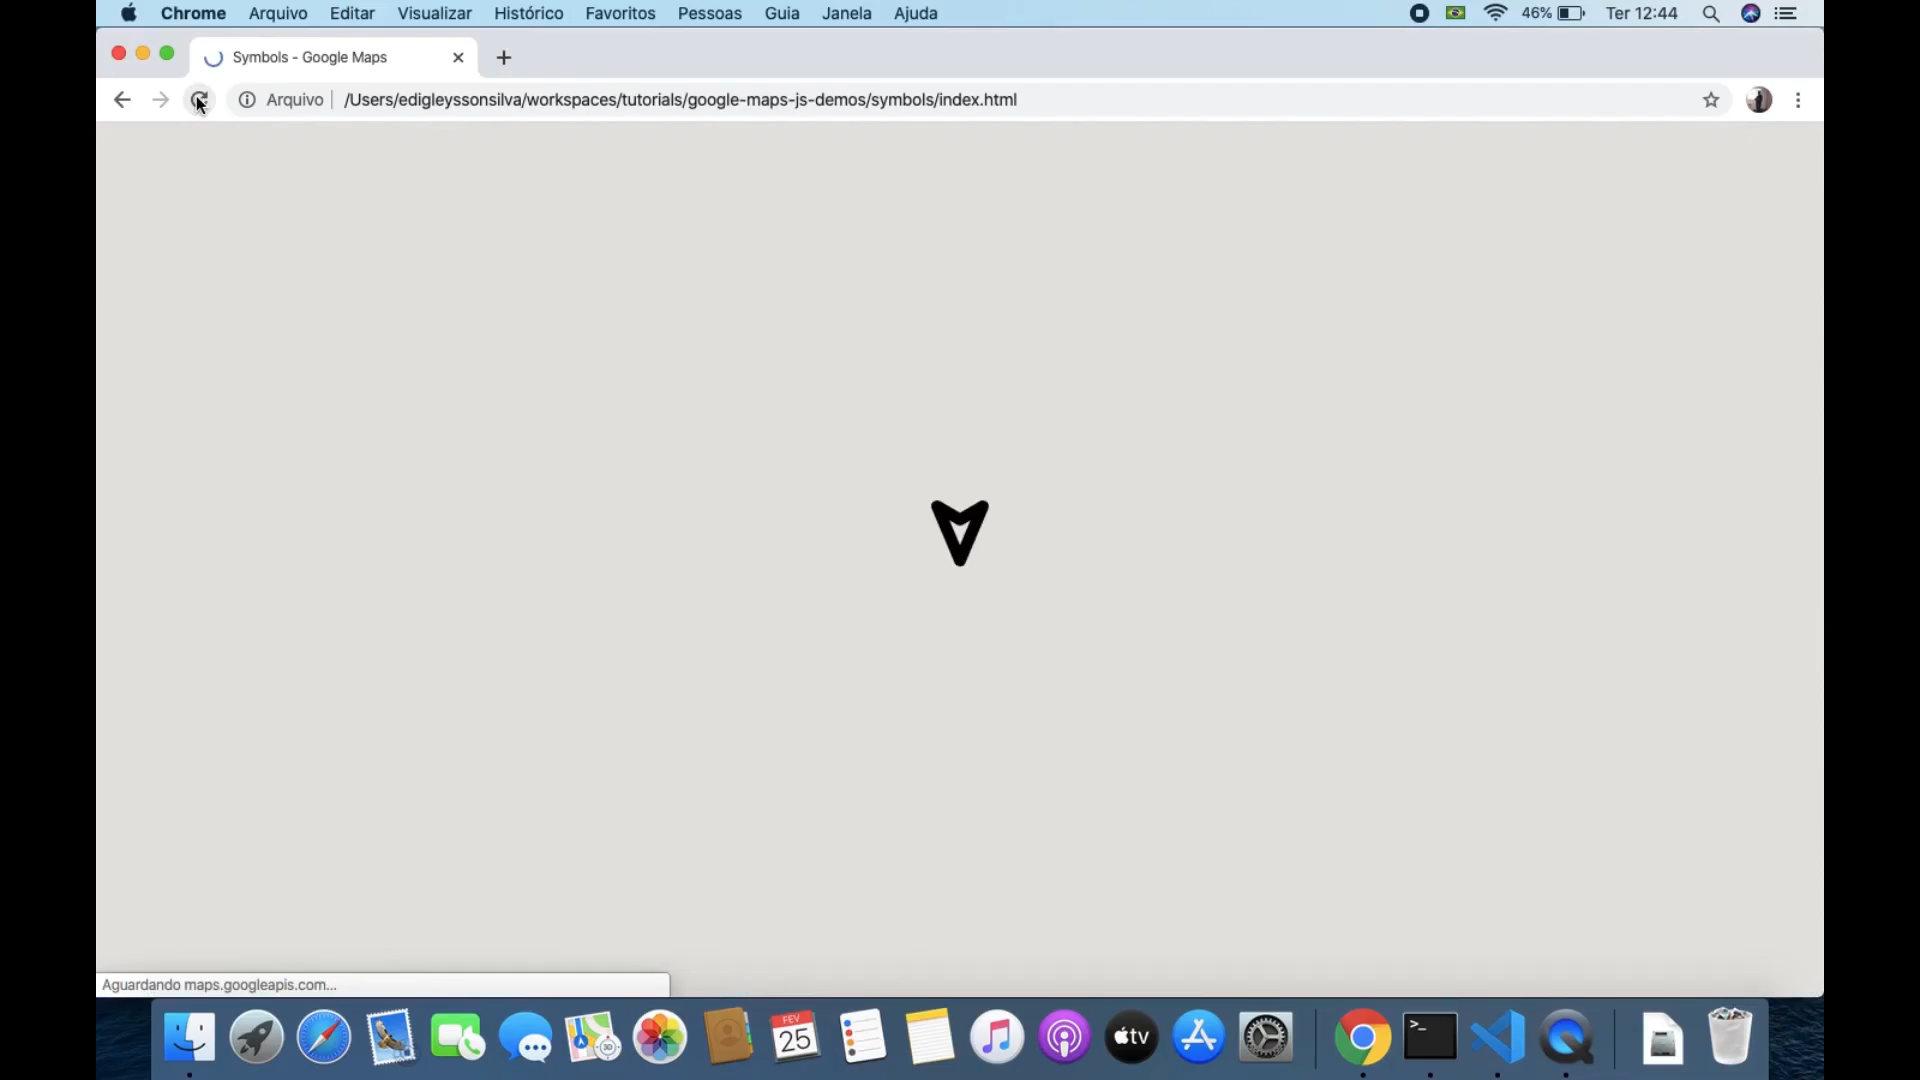 Chrome Arquivo Editar Visualizar Histórico Favoritos Pessoas Guia Janela Ajuda 46% Ter 12:44
Symbols - Google Maps
Arquivo /Users/edigleyssonsilva/workspaces/tutorials/google-maps-js-demos/symbols/index.html
Aguardando maps.googleapis.com...
3D
FEV
25
tv
>_